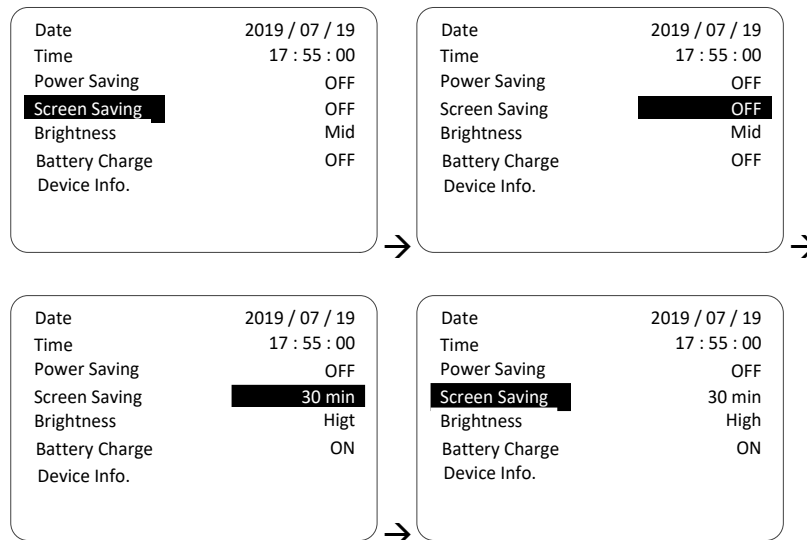 Date 2019 / 07 / 19
Time 17 : 55 : 00
Power Saving OFF
Screen Saving OFF
Brightness Mid
Battery Charge OFF
Device Info.
→
Date 2019 / 07 / 19
Time 17 : 55 : 00
Power Saving OFF
Screen Saving OFF
Brightness Mid
Battery Charge OFF
Device Info.
→
Date 2019 / 07 / 19
Time 17 : 55 : 00
Power Saving OFF
Screen Saving 30 min
Brightness Higt
Battery Charge ON
Device Info.
→
Date 2019 / 07 / 19
Time 17 : 55 : 00
Power Saving OFF
Screen Saving 30 min
Brightness High
Battery Charge ON
Device Info.